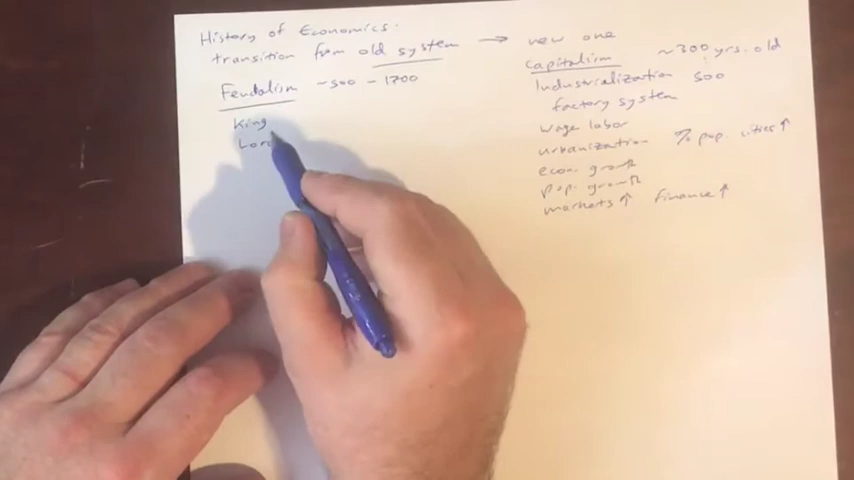 History of Economics.
transition from old system → new one
Feudalism ~500 - 1700
King
Lord
Capitalism ~300 yrs. old
Industrialization 500
factory system
wage labor
urbanization % pop. cities ↑
econ. growth
pop. growth
markets ↑ finance ↑